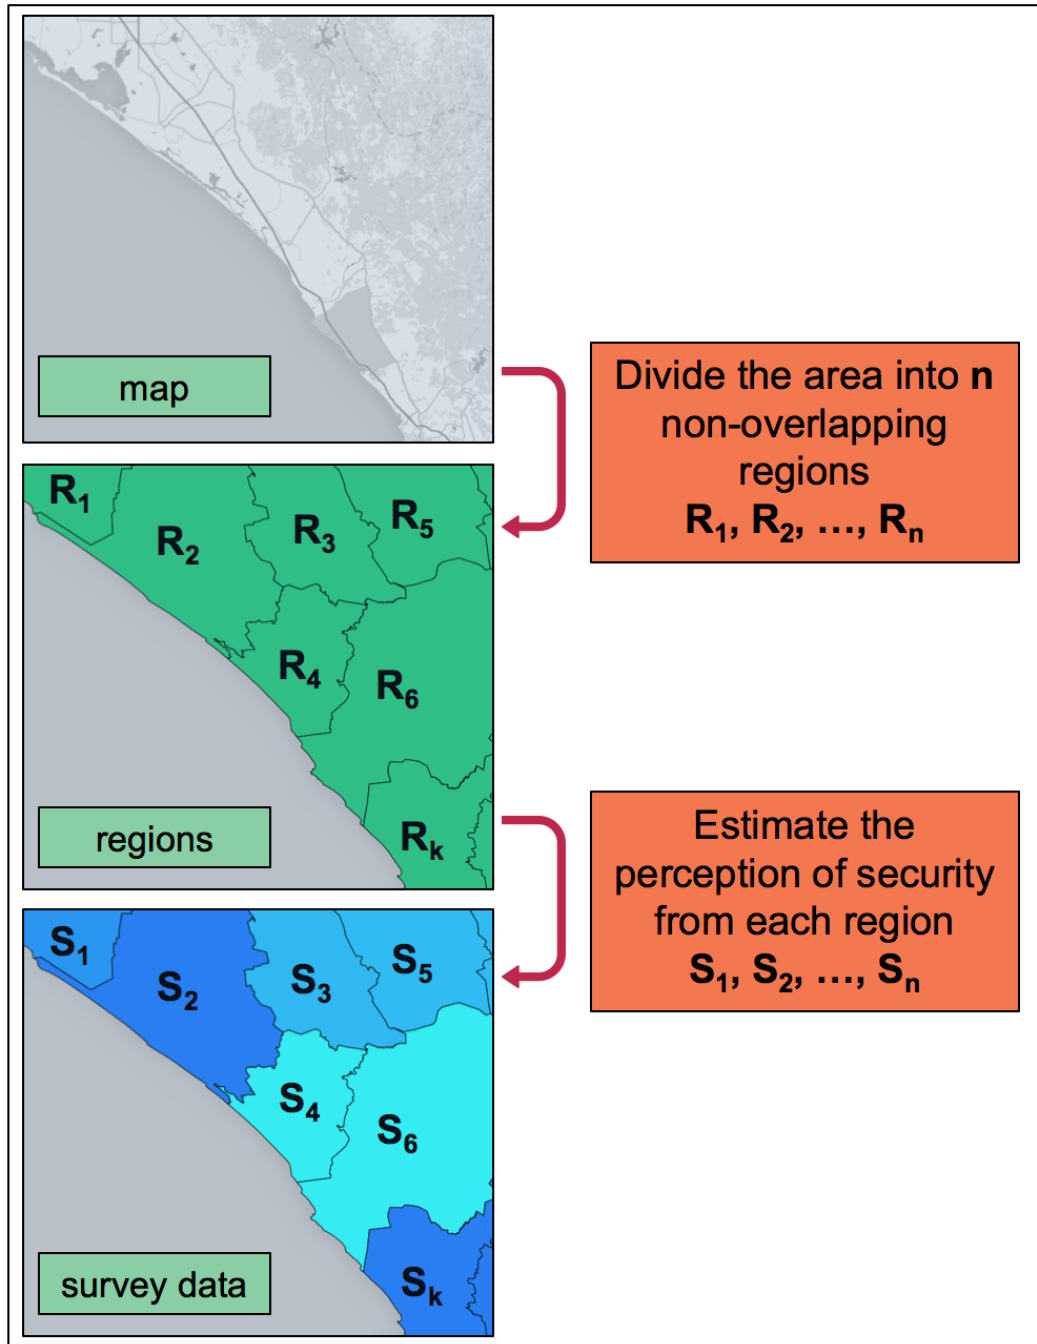 map
Divide the area into n
non-overlapping
regions
R₁, R₂, ..., Rₙ
R₁
R₂
R₃
R₅
R₄
R₆
Rₖ
regions
Estimate the
perception of security
from each region
S₁, S₂, ..., Sₙ
S₁
S₂
S₃
S₅
S₄
S₆
Sₖ
survey data